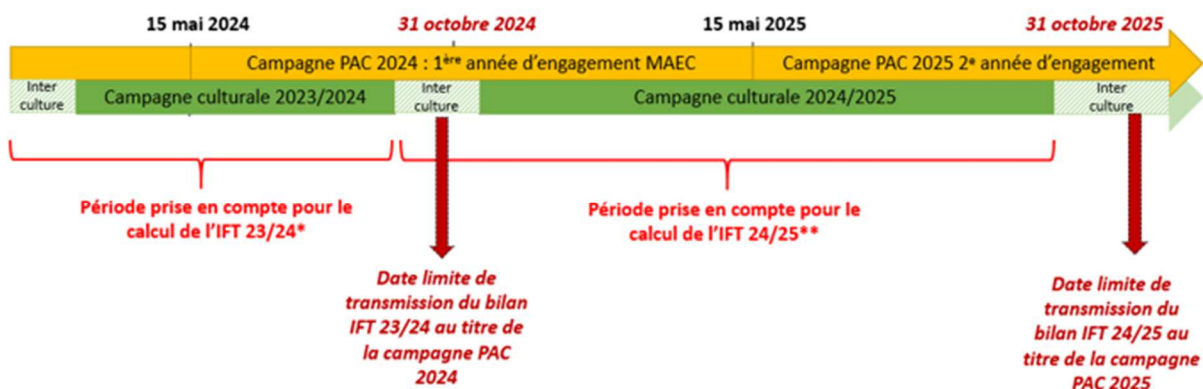 15 mai 2024
31 octobre 2024
15 mai 2025
31 octobre 2025
Campagne PAC 2024 : 1ère année d'engagement MAEC
Campagne PAC 2025 2e année d'engagement
Inter
culture
Campagne culturale 2023/2024
Inter
culture
Campagne culturale 2024/2025
Inter
culture
Période prise en compte pour le
calcul de l'IFT 23/24*
Période prise en compte pour le
calcul de l'IFT 24/25**
Date limite de
transmission du bilan
IFT 23/24 au titre de
la campagne PAC
2024
Date limite de
transmission du
bilan IFT 24/25 au
titre de la campagne
PAC 2025